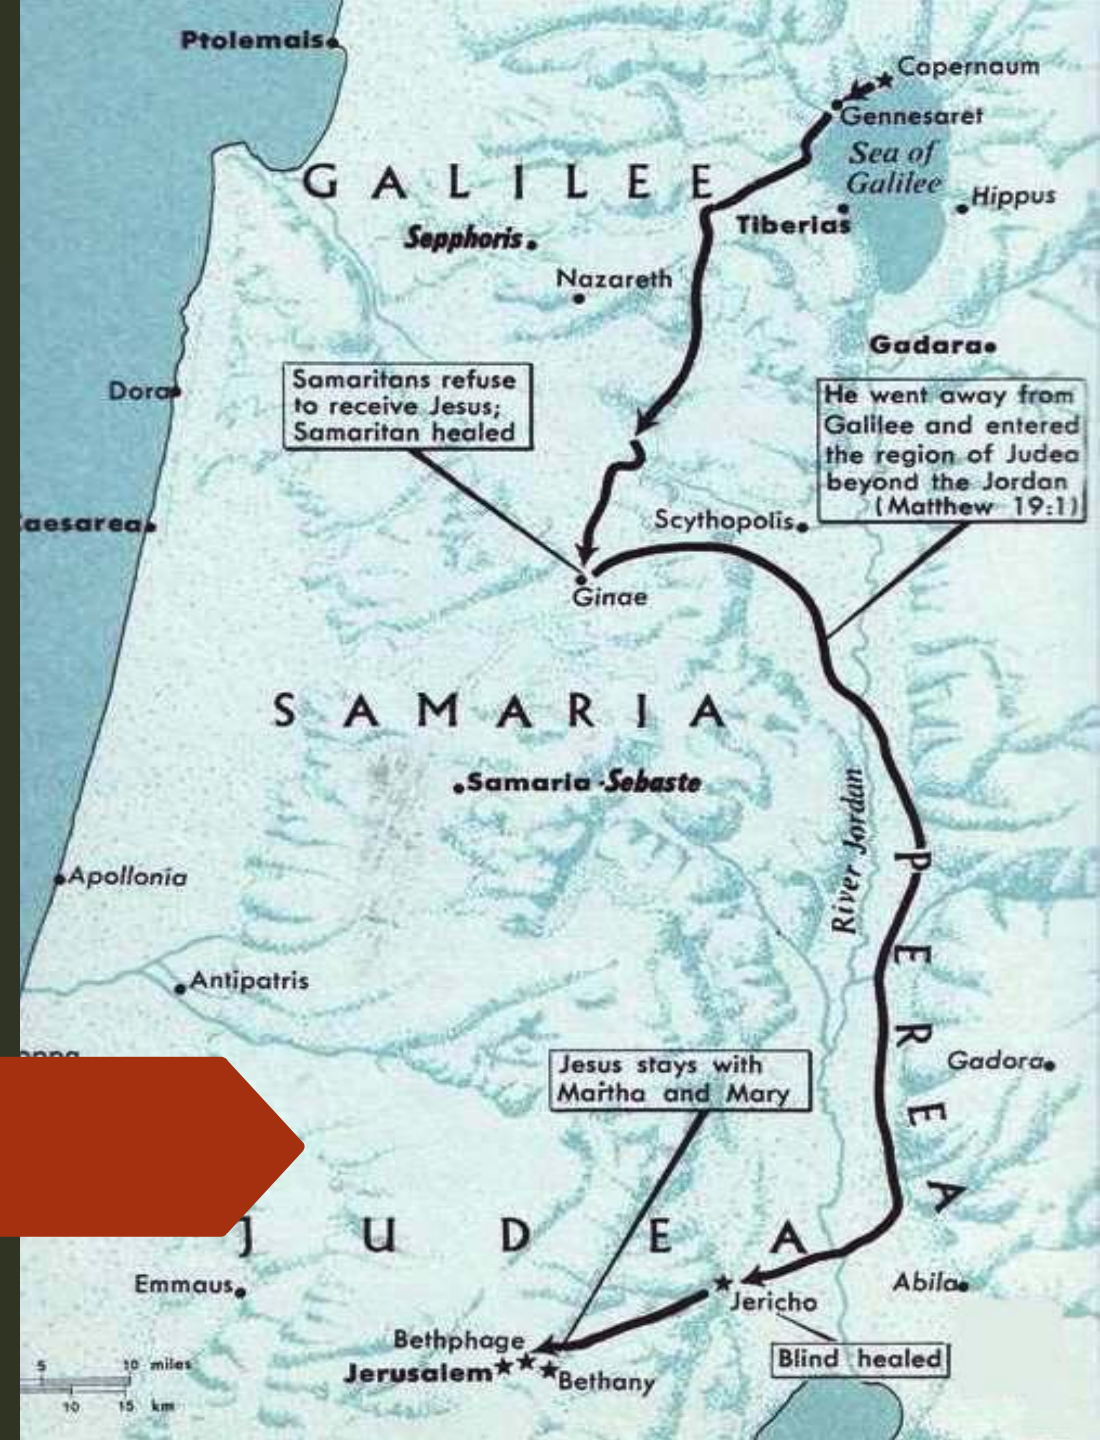 Ptolemais
Capernaum
Gennesaret
Sea of
Galilee
GALILEE
Hippus
Tiberias
Sepphoris
Nazareth
Gadara
Dora
Samaritans refuse
to receive Jesus;
Samaritan healed
He went away from
Galilee and entered
the region of Judea
beyond the Jordan
(Matthew 19:1)
aesarea
Scythopolis
Ginae
SAMARIA
Samaria-Sebaste
River Jordan
PEREA
Apollonia
Antipatris
oppa
Gadora
Jesus stays with
Martha and Mary
JUDEA
Emmaus
Jericho
Abila
Bethphage
Blind healed
Jerusalem
Bethany
5 10 miles
10 15 km